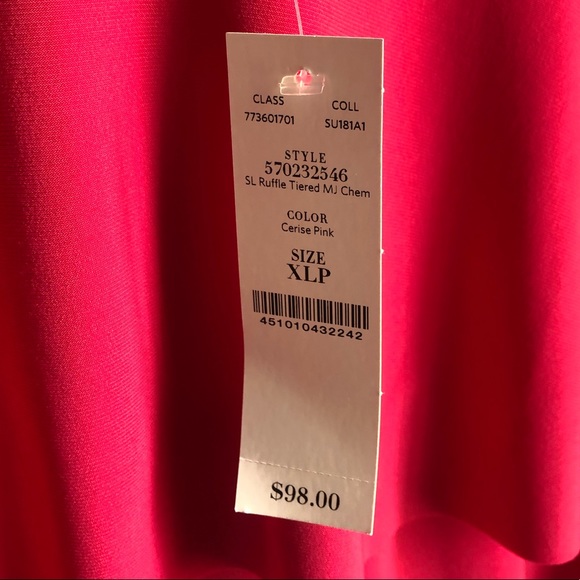 CLASS COLL
773601701 SU181A1
STYLE
570232546
SL Ruffle Tiered MJ Chem
COLOR
Cerise Pink
SIZE
XLP
451010432242
$98.00